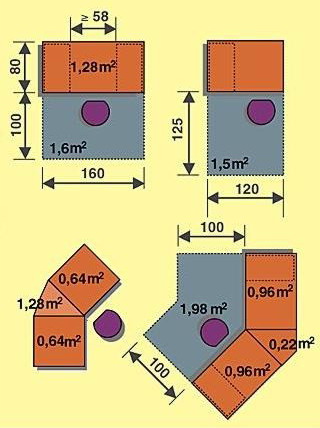 ≥ 58
80
1,28m²
100
1,6m²
160
125
1,5m²
120
100
0,64m²
1,28m²
0,64m²
1,98 m²
0,96m²
0,22m²
0,96m²
100